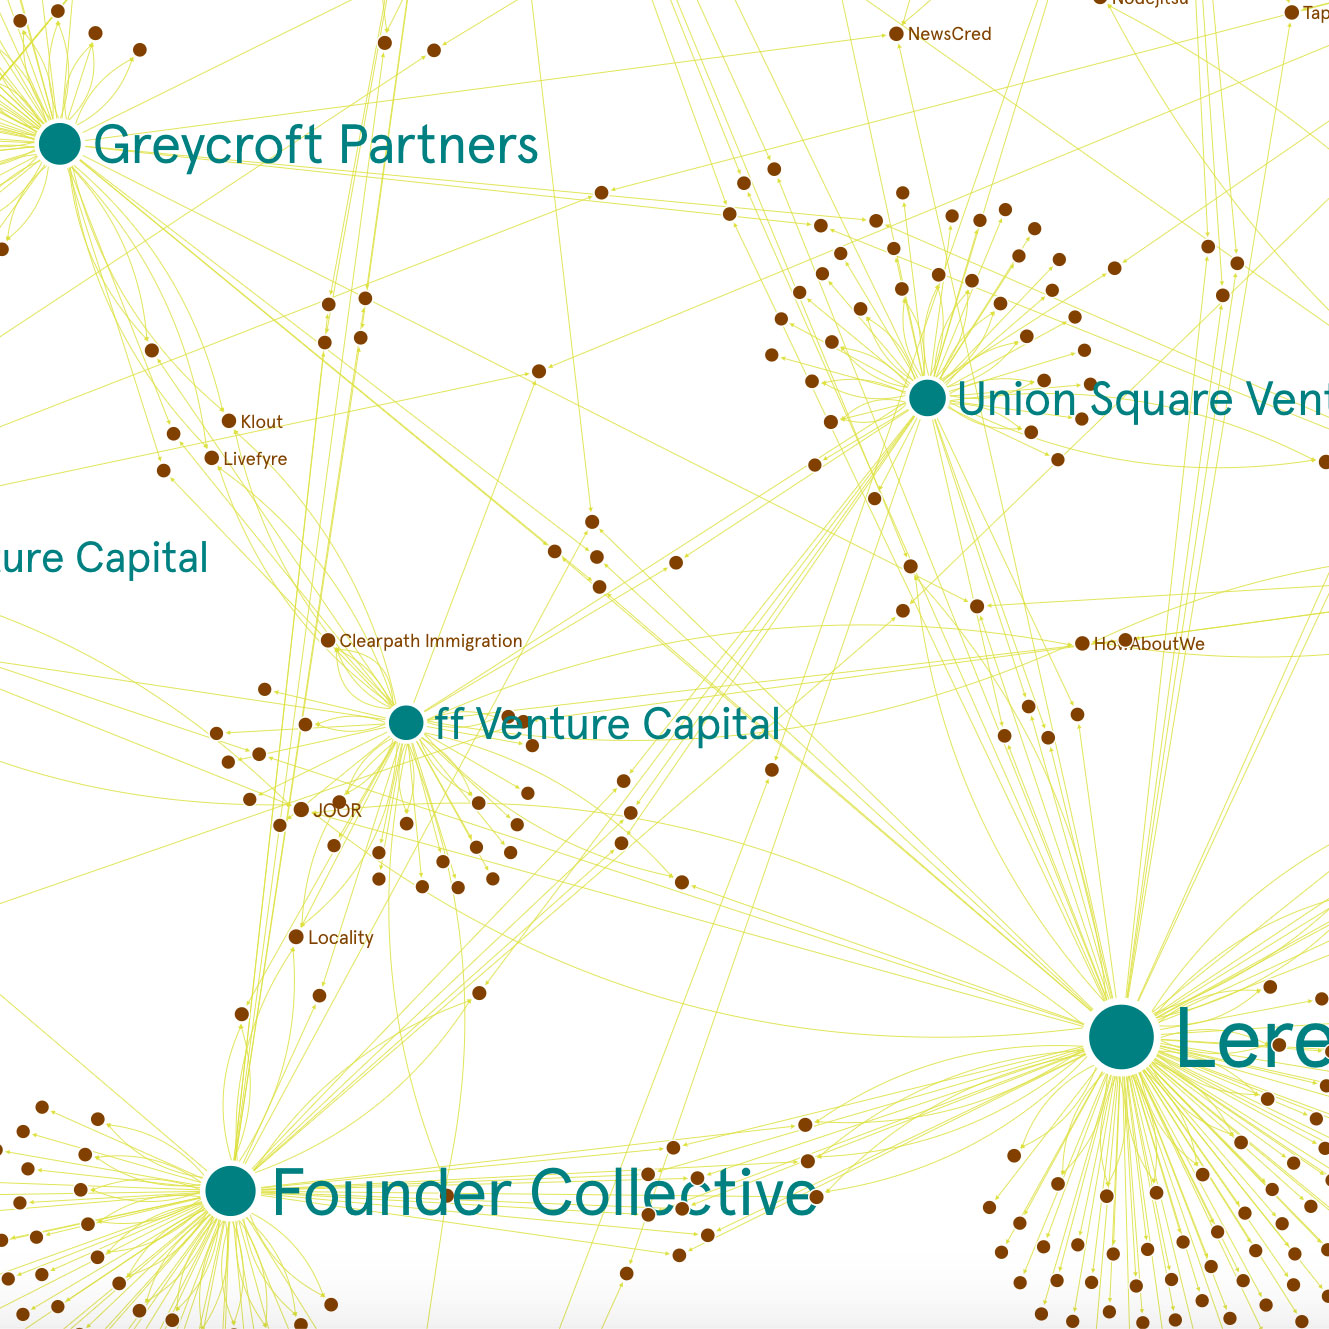 Nodejitsu
Tap
NewsCred
Greycroft Partners
Union Square Vent
Klout
Livefyre
ure Capital
Clearpath Immigration
HowAboutWe
ff Venture Capital
JOOR
Locality
Lere
Founder Collective